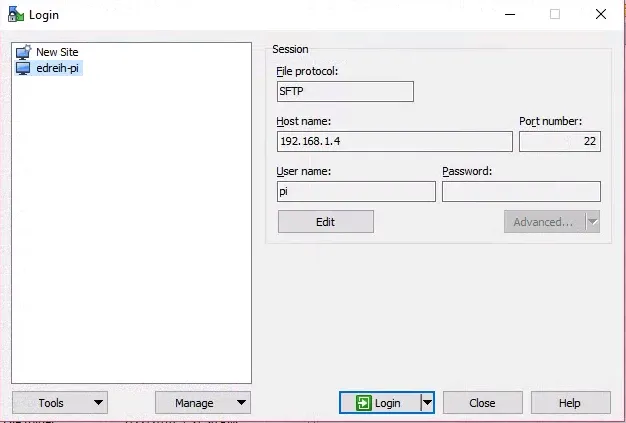 Login
New Site
edreih-pi
Session
File protocol:
SFTP
Host name:
Port number:
192.168.1.4
22
User name:
Password:
pi
Edit
Advanced...
Tools
Manage
Login
Close
Help